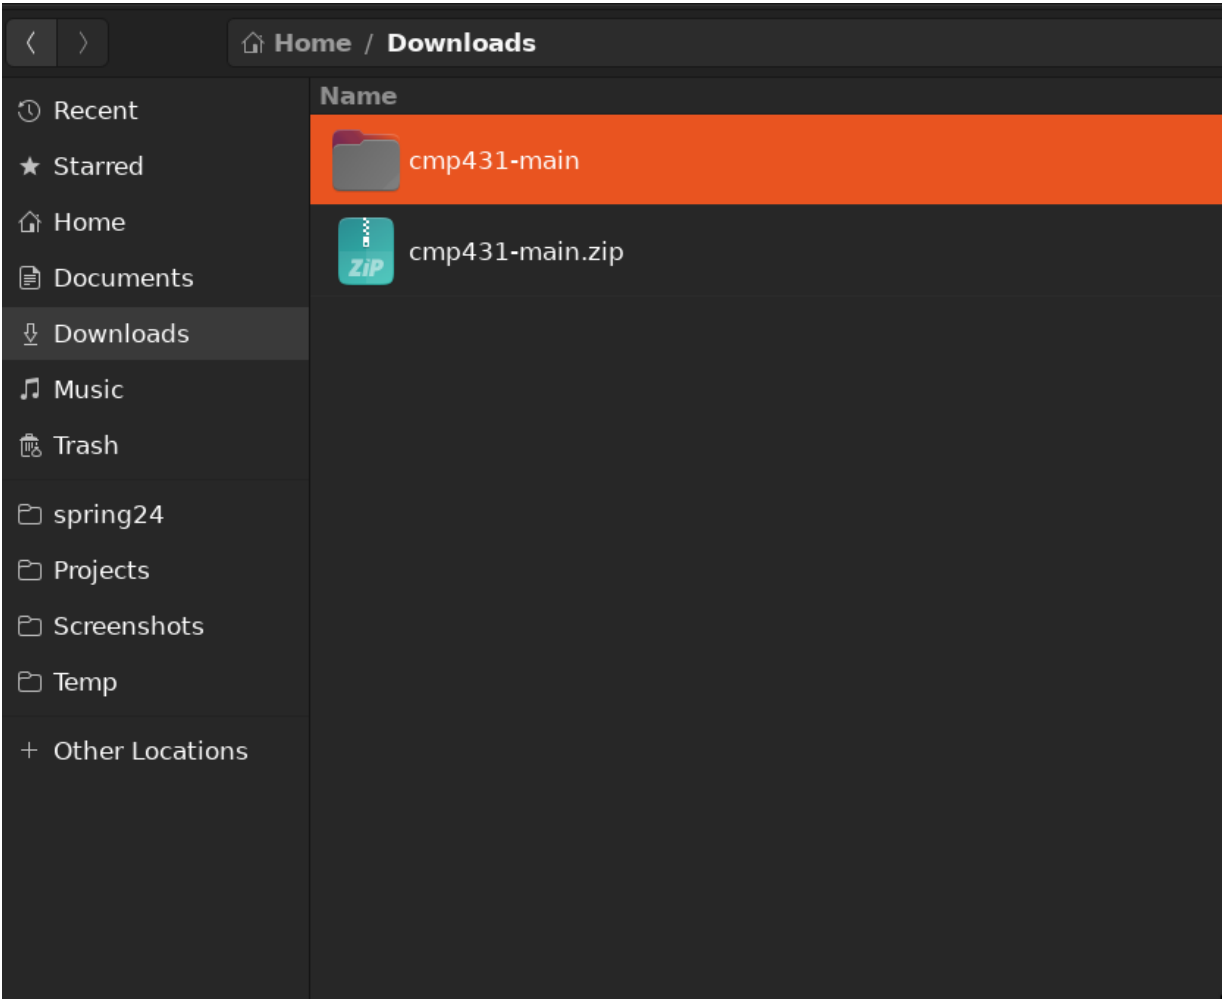 Home / Downloads
Recent
Starred
Home
Documents
Downloads
Music
Trash
spring24
Projects
Screenshots
Temp
+ Other Locations
Name
cmp431-main
ZiP
cmp431-main.zip